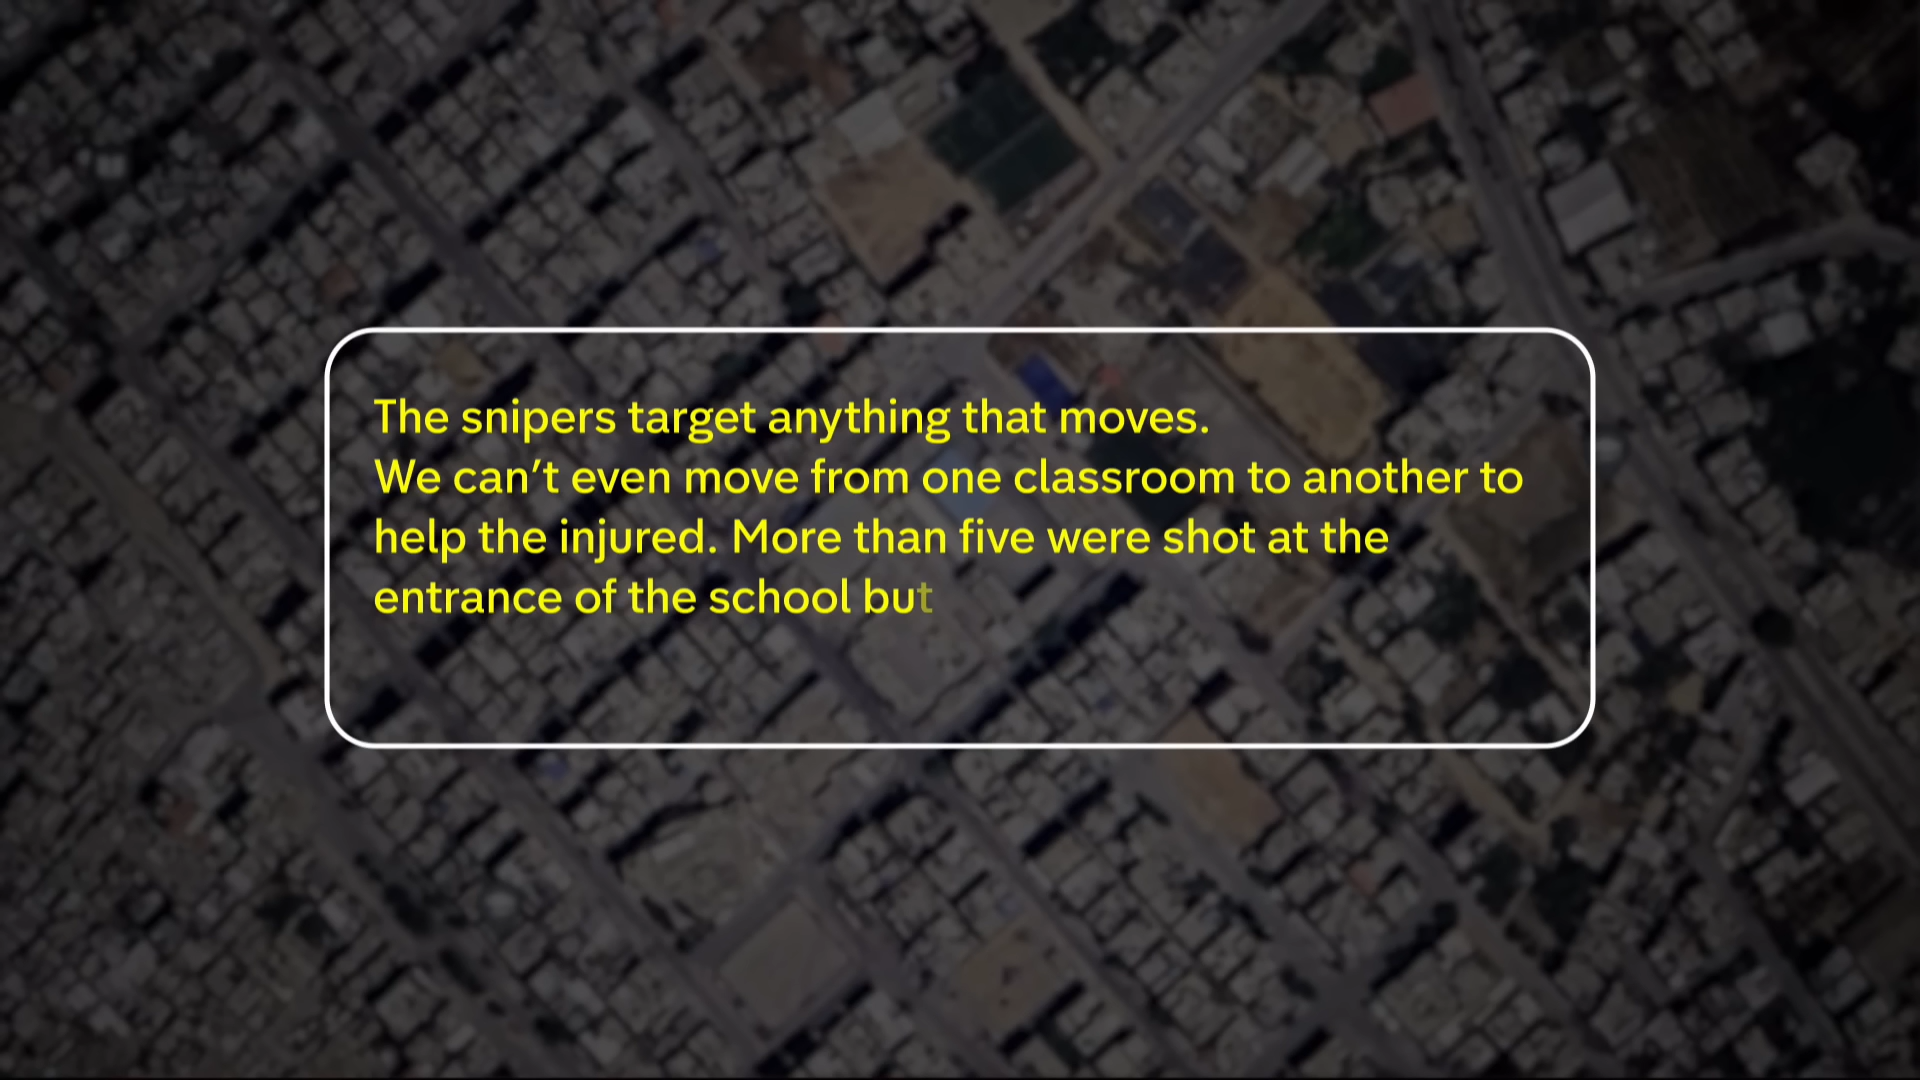 The snipers target anything that moves.
We can’t even move from one classroom to another to
help the injured. More than five were shot at the
entrance of the school but